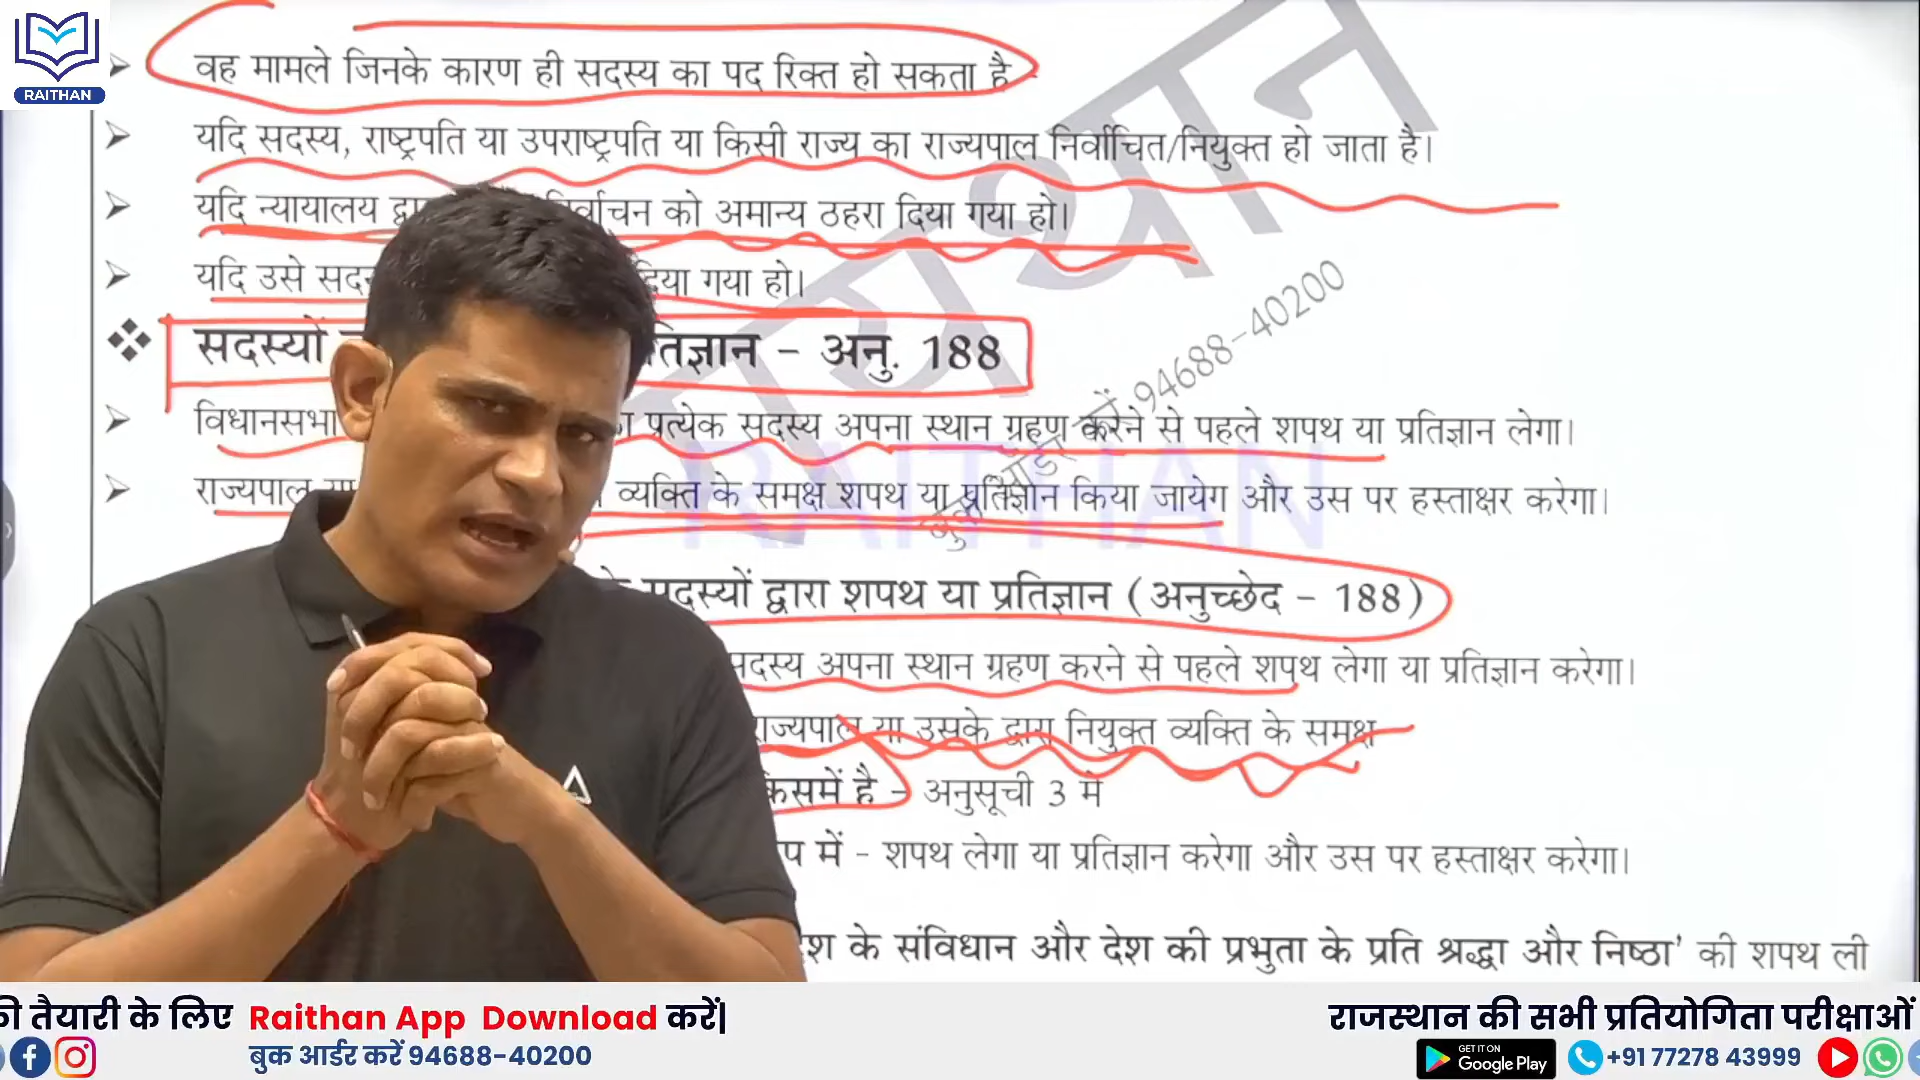 RAITHAN
वह मामले जिनके कारण ही सदस्य का पद रिक्त हो सकता है
यदि सदस्य, राष्ट्रपति या उपराष्ट्रपति या किसी राज्य का राज्यपाल निर्वाचित/नियुक्त हो जाता है।
यदि न्यायालय को अमान्य ठहरा दिया गया हो।
यदि उसे गया हो।
सदस्यों – अनु. 188
विधानसभा प्रत्येक सदस्य अपना स्थान ग्रहण करने से पहले शपथ या प्रतिज्ञान लेगा।
राज्यपाल व्यक्ति के समक्ष शपथ या प्रतिज्ञान किया जायेग और उस पर हस्ताक्षर करेगा।
द्वारा शपथ या प्रतिज्ञान (अनुच्छेद – 188)
सदस्य अपना स्थान ग्रहण करने से पहले शपथ लेगा या प्रतिज्ञान करेगा।
राज्यपाल या उसके द्वारा नियुक्त व्यक्ति के समक्ष
किसमें है – अनुसूची 3 में
में – शपथ लेगा या प्रतिज्ञान करेगा और उस पर हस्ताक्षर करेगा।
के संविधान और देश की प्रभुता के प्रति श्रद्धा और निष्ठा' की शपथ ली
RAITHAN
94688-40200
की तैयारी के लिए Raithan App Download करें|
बुक आर्डर करें 94688-40200
राजस्थान की सभी प्रतियोगिता परीक्षाओं
GET IT ON
Google Play
+91 77278 43999